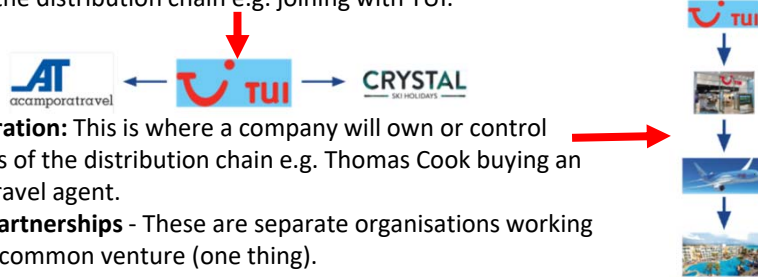 the distribution chain e.g. joining with TUI.
TUI
AT
acamporatravel
TUI
CRYSTAL
SKI HOLIDAYS
ration: This is where a company will own or control
s of the distribution chain e.g. Thomas Cook buying an
ravel agent.
artnerships - These are separate organisations working
common venture (one thing).